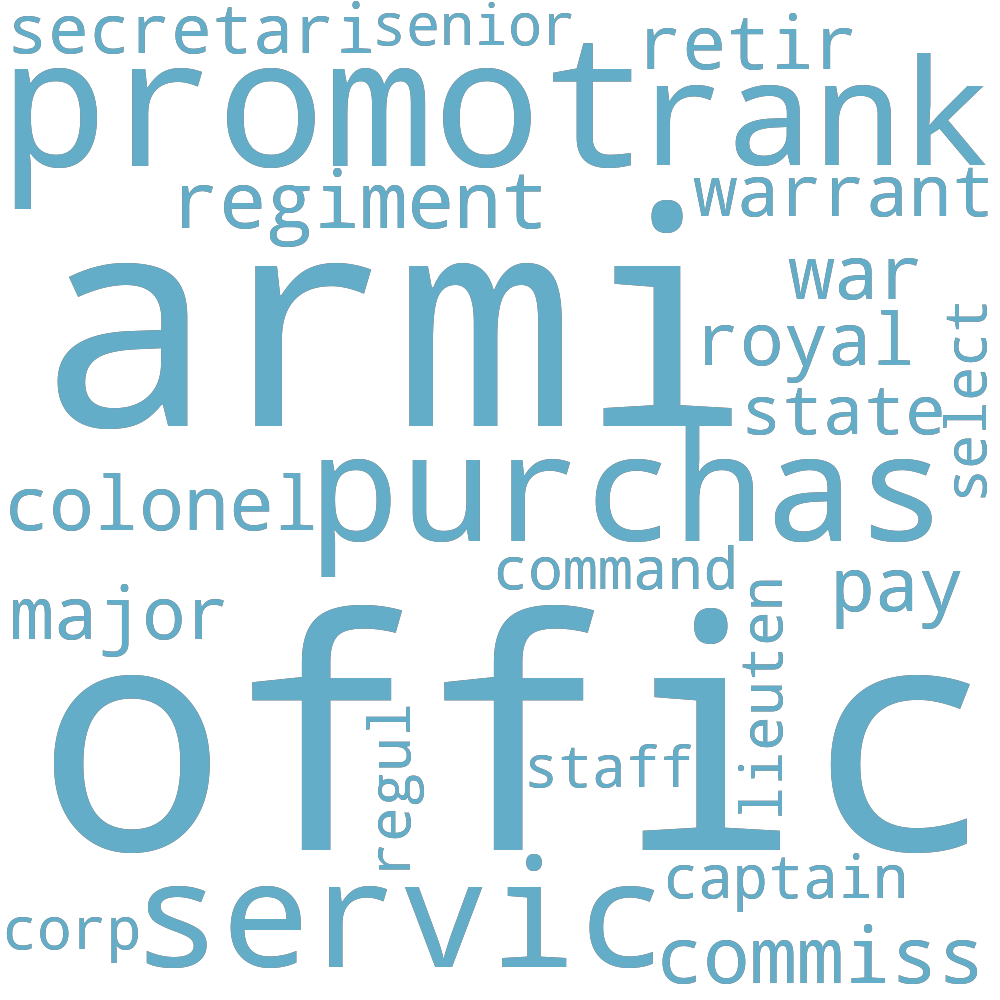 secretari
senior
retir
promot
rank
regiment
warrant
armi
war
royal
select
state
purchas
colonel
command
pay
major
lieuten
offic
regul
staff
captain
servic
corp
commiss